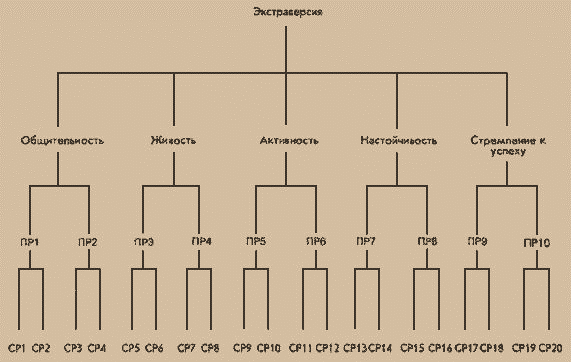 Экстраверсия
Общительность Живость Активность Настойчивость Стремление к
успеху
ПР1 ПР2 ПР3 ПР4 ПР5 ПР6 ПР7 ПР8 ПР9 ПР10
СР1 СР2 СР3 СР4 СР5 СР6 СР7 СР8 СР9 СР10 СР11 СР12 СР13 СР14 СР15 СР16 СР17 СР18 СР19 СР20